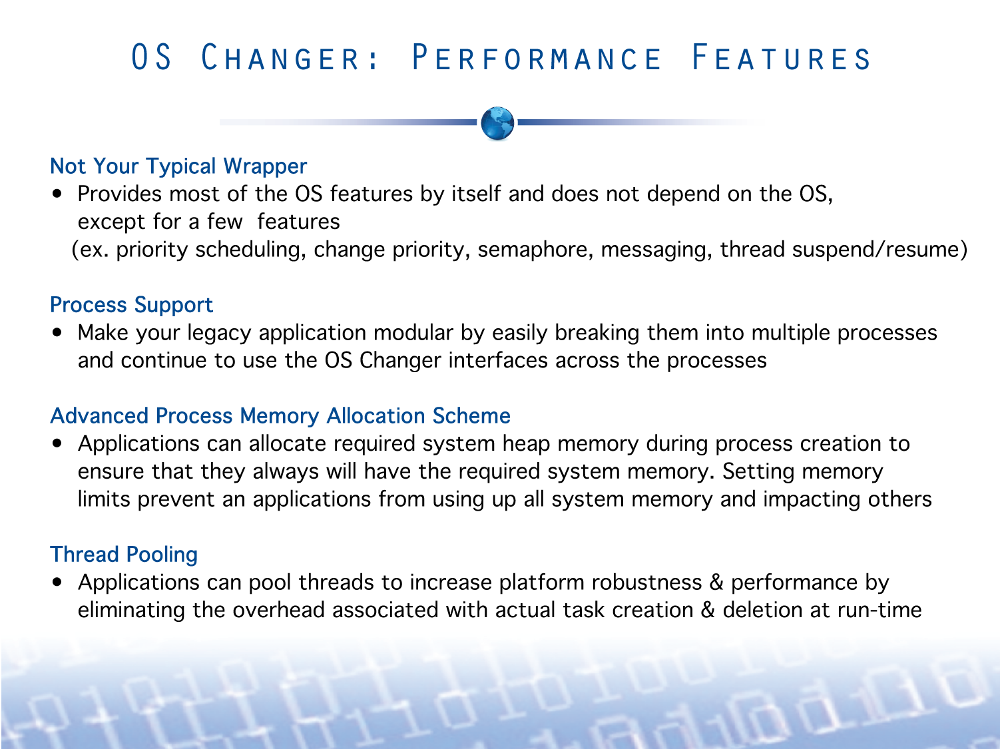 OS Changer: Performance Features
Not Your Typical Wrapper
• Provides most of the OS features by itself and does not depend on the OS,
except for a few  features
(ex. priority scheduling, change priority, semaphore, messaging, thread suspend/resume)
Process Support
• Make your legacy application modular by easily breaking them into multiple processes
and continue to use the OS Changer interfaces across the processes
Advanced Process Memory Allocation Scheme
• Applications can allocate required system heap memory during process creation to
ensure that they always will have the required system memory. Setting memory
limits prevent an applications from using up all system memory and impacting others
Thread Pooling
• Applications can pool threads to increase platform robustness & performance by
eliminating the overhead associated with actual task creation & deletion at run-time